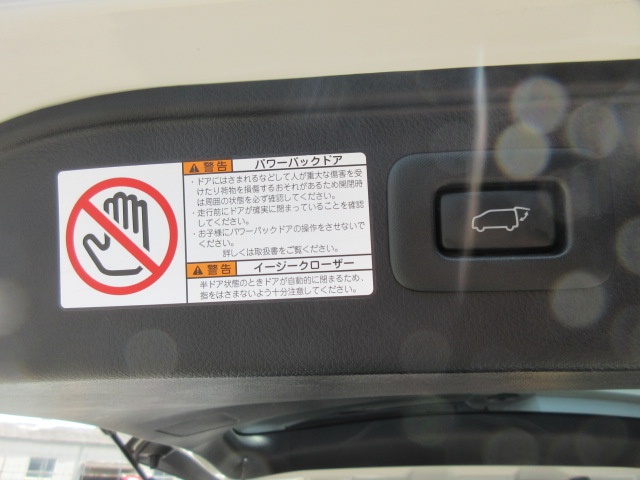 警告 パワーバックドア
・ドアにはさまれるなどして人が重大な傷害を受
けたり荷物を損傷するおそれがあるため開閉時
は周囲の状態を必ず確認してください。
・走行前にドアが確実に閉まっていることを確認
してください。
・お子様にパワーバックドアの操作をさせないで
ください。
詳しくは取扱書をご覧ください。
警告 イージークローザー
半ドア状態のときドアが自動的に閉まるため、
指をはさまないよう十分注意してください。